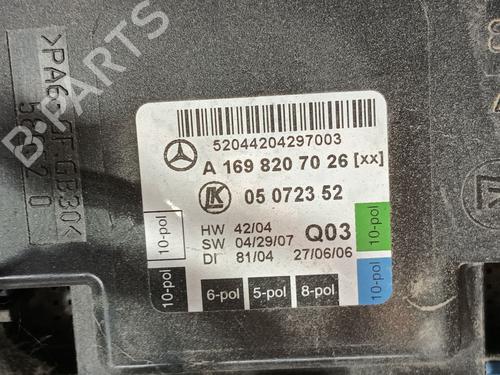 B-PARTS
>PA6
GB30<
52044204297003
A 169 820 70 26 [xx]
LK 05 0723 52
HW 42/04 Q03
SW 04/29/07
DI 81/04 27/06/06
10-pol
10-pol
10-pol
10-pol
6-pol 5-pol 8-pol